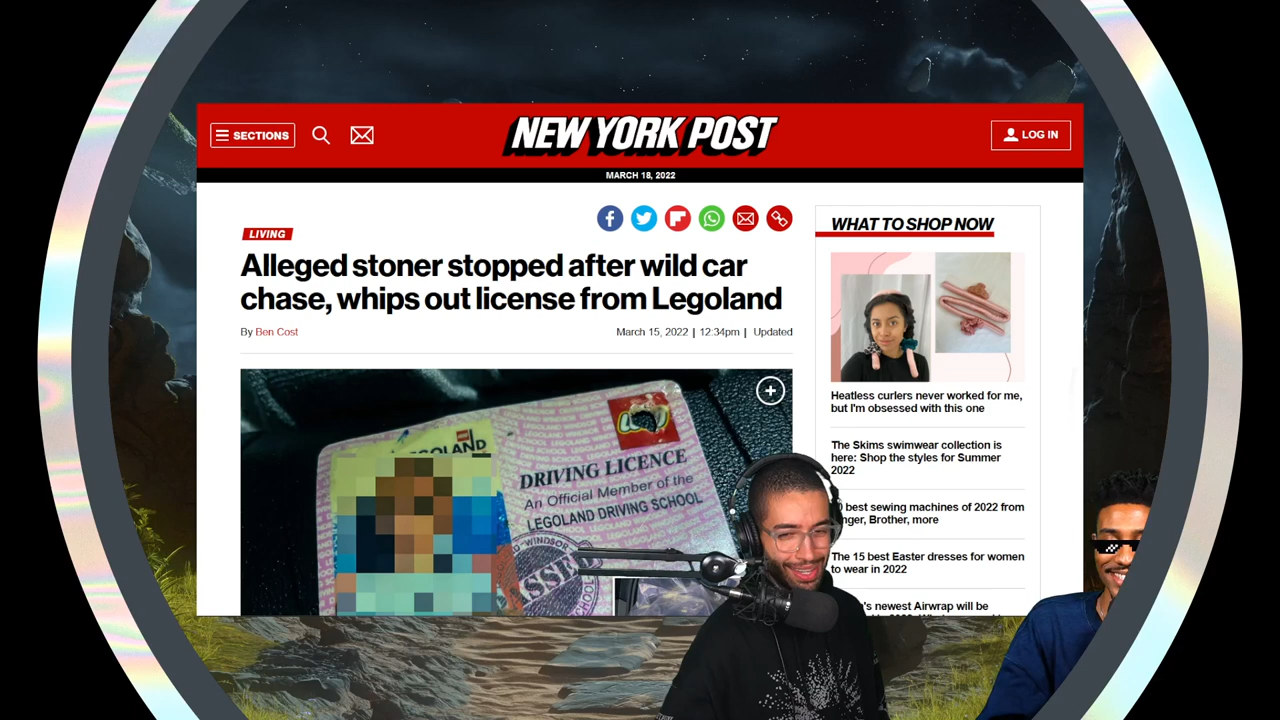 SECTIONS
NEW YORK POST
LOG IN
MARCH 18, 2022
LIVING
Alleged stoner stopped after wild car
chase, whips out license from Legoland
By Ben Cost
March 15, 2022 | 12:34pm | Updated
DRIVING LICENCE
An Official Member of the
LEGOLAND DRIVING SCHOOL
WHAT TO SHOP NOW
Heatless curlers never worked for me,
but I'm obsessed with this one
The Skims swimwear collection is
here: Shop the styles for Summer
2022
best sewing machines of 2022 from
Brother, more
The 15 best Easter dresses for women
to wear in 2022
newest Airwrap will be